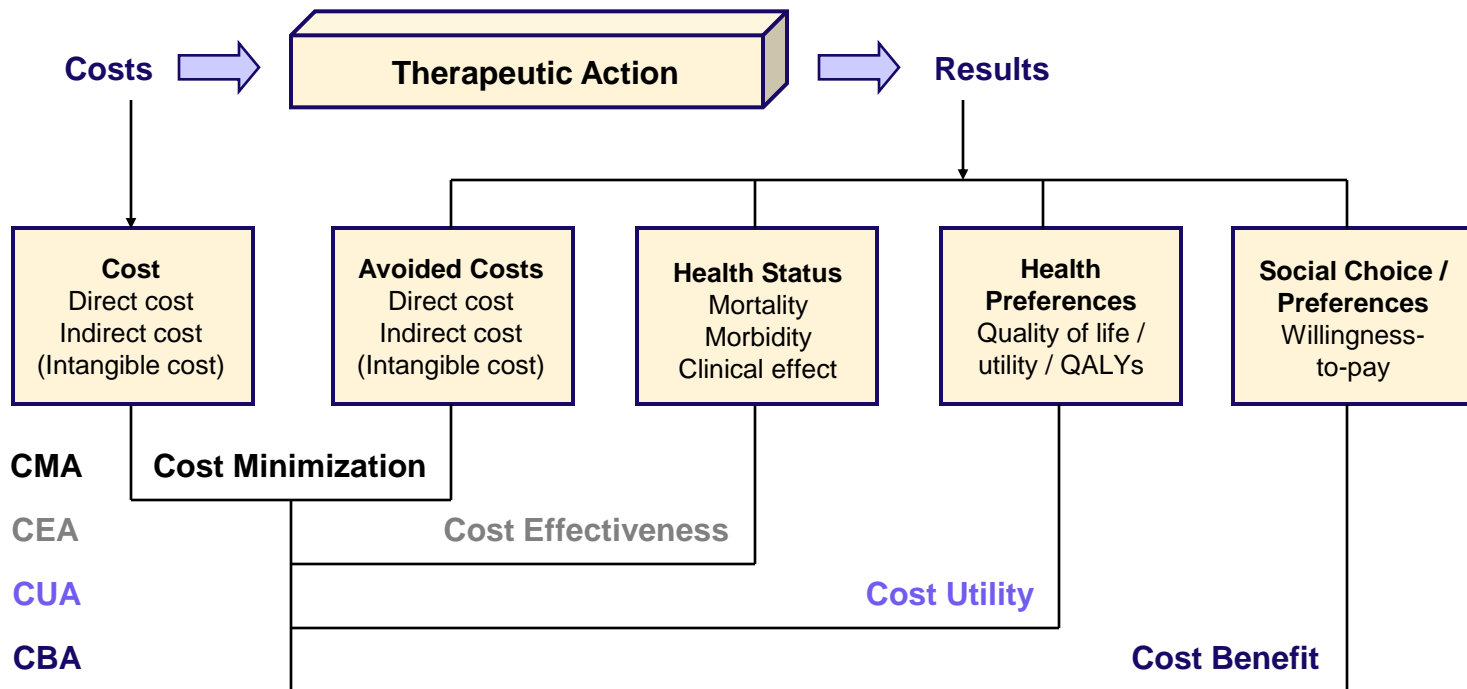 Costs
Therapeutic Action
Results
Cost
Direct cost
Indirect cost
(Intangible cost)
Avoided Costs
Direct cost
Indirect cost
(Intangible cost)
Health Status
Mortality
Morbidity
Clinical effect
Health
Preferences
Quality of life /
utility / QALYs
Social Choice /
Preferences
Willingness-
to-pay
CMA
Cost Minimization
CEA
Cost Effectiveness
CUA
Cost Utility
CBA
Cost Benefit